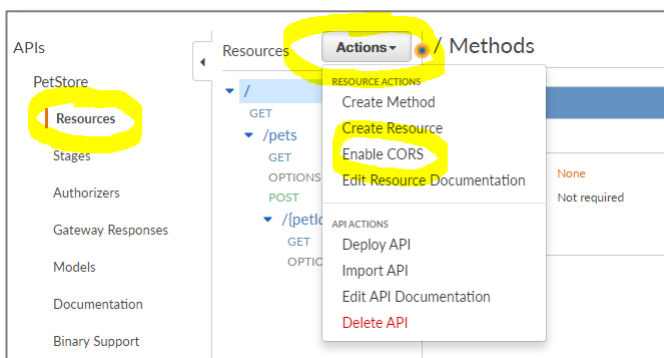 APIs
PetStore
Resources
Stages
Authorizers
Gateway Responses
Models
Documentation
Binary Support
Resources
Actions
/ Methods
/
GET
/pets
GET
OPTIONS
POST
/{petId
GET
OPTIO
RESOURCE ACTIONS
Create Method
Create Resource
Enable CORS
Edit Resource Documentation
API ACTIONS
Deploy API
Import API
Edit API Documentation
Delete API
None
Not required